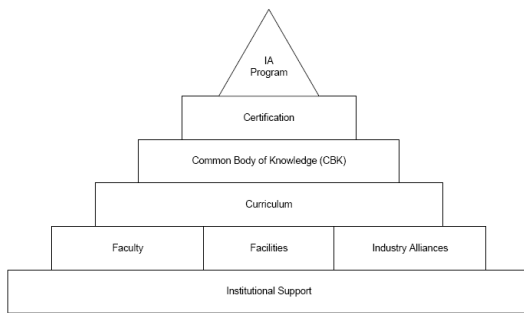 IA
Program
Certification
Common Body of Knowledge (CBK)
Curriculum
Faculty
Facilities
Industry Alliances
Institutional Support